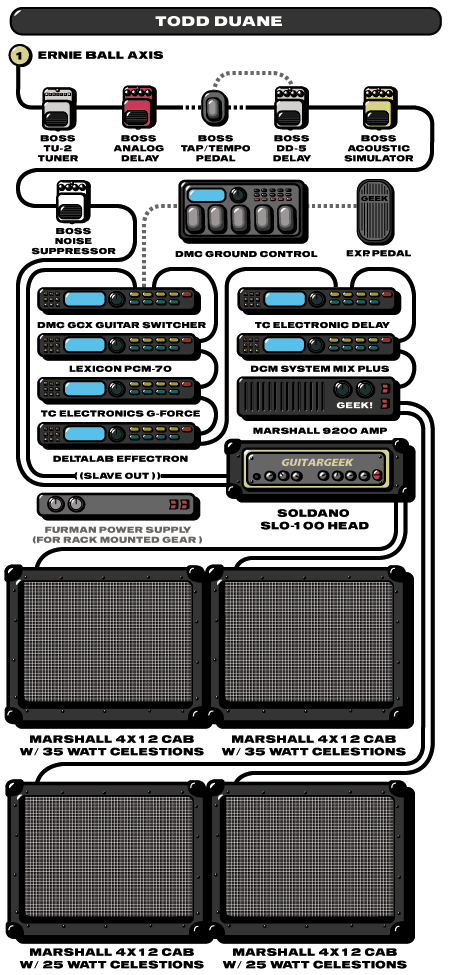 TODD DUANE
1 ERNIE BALL AXIS
BOSS
TU-2
TUNER
BOSS
ANALOG
DELAY
BOSS
TAP/TEMPO
PEDAL
BOSS
DD-5
DELAY
BOSS
ACOUSTIC
SIMULATOR
BOSS
NOISE
SUPPRESSOR
DMC GROUND CONTROL
GEEK
EXP. PEDAL
DMC GCX GUITAR SWITCHER
LEXICON PCM-70
TC ELECTRONICS G-FORCE
DELTALAB EFFECTRON
TC ELECTRONIC DELAY
DCM SYSTEM MIX PLUS
GEEK!
MARSHALL 9200 AMP
((SLAVE OUT))
GUITARGEEK
SOLDANO
SLO-100 HEAD
FURMAN POWER SUPPLY
(FOR RACK MOUNTED GEAR)
MARSHALL 4X12 CAB
W/ 35 WATT CELESTIONS
MARSHALL 4X12 CAB
W/ 35 WATT CELESTIONS
MARSHALL 4X12 CAB
W/ 25 WATT CELESTIONS
MARSHALL 4X12 CAB
W/ 25 WATT CELESTIONS